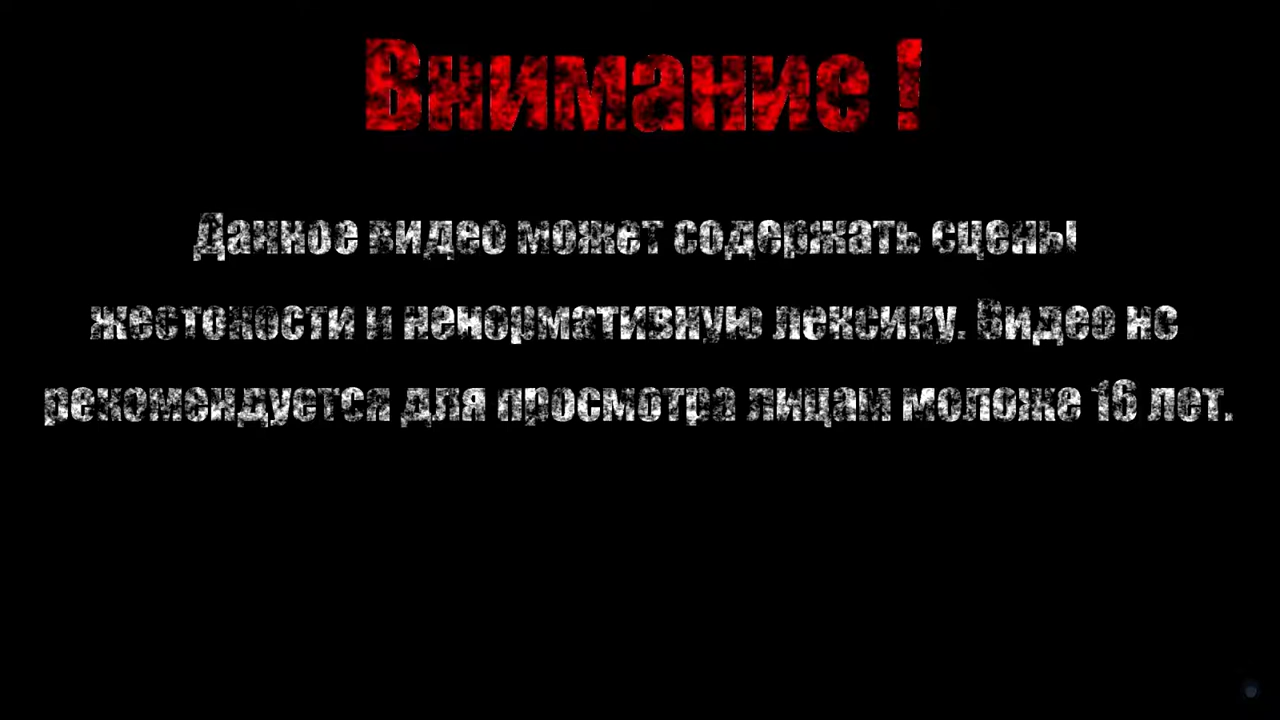 Внимание !
Данное видео может содержать сцены
жестокости и ненормативную лексику. Видео не
рекомендуется для просмотра лицам моложе 16 лет.